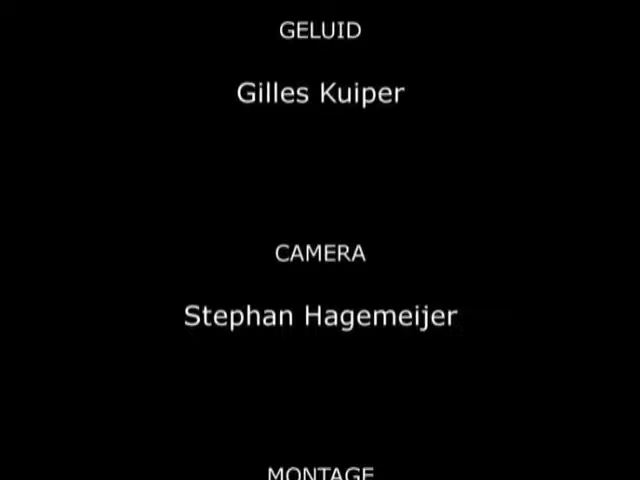 GELUID
Gilles Kuiper
CAMERA
Stephan Hagemeijer
MONTAGE